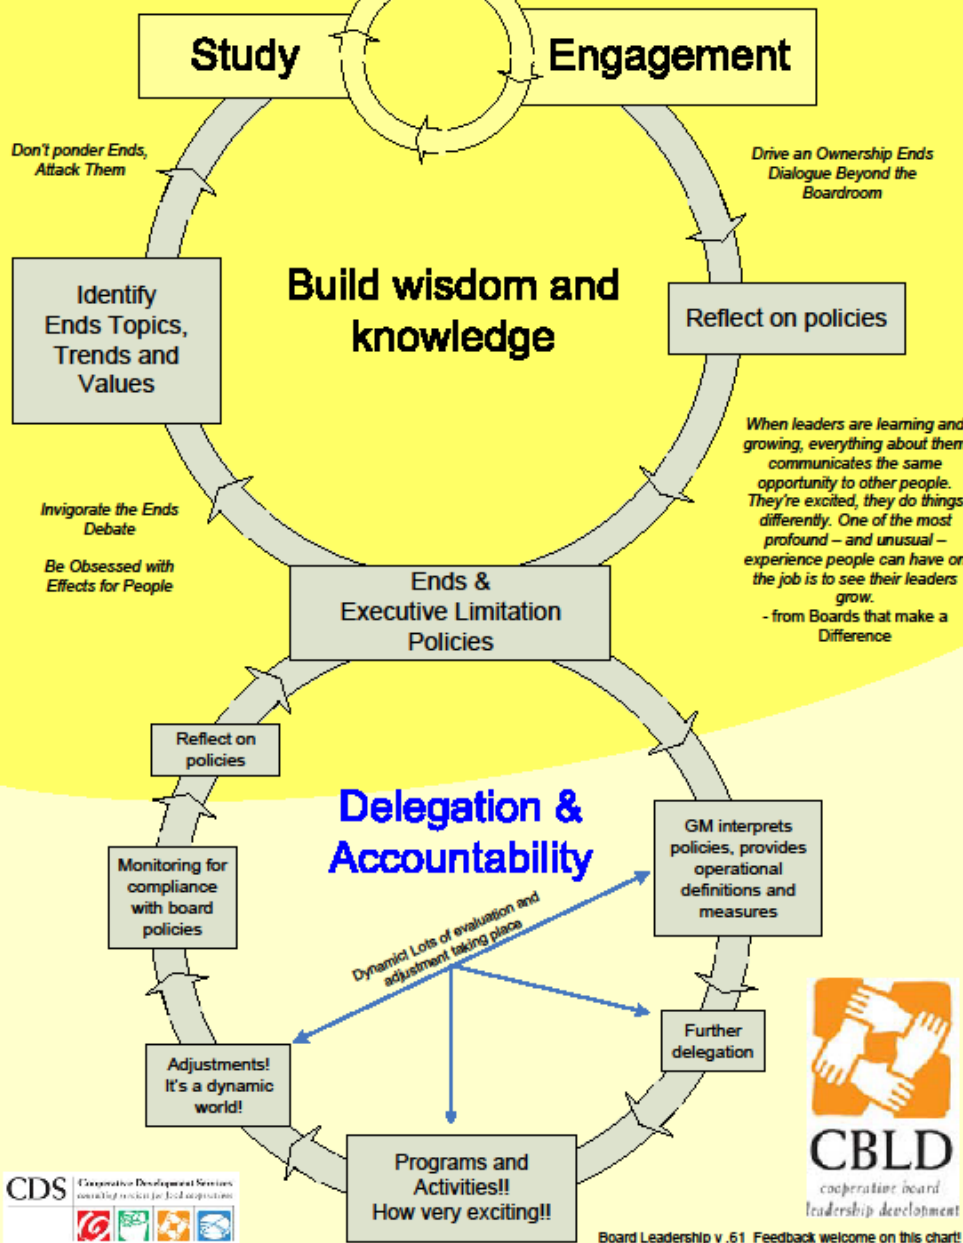 Study
Engagement
Don't ponder Ends,
Attack Them
Drive an Ownership Ends
Dialogue Beyond the
Boardroom
Identify
Ends Topics,
Trends and
Values
Build wisdom and
knowledge
Reflect on policies
When leaders are learning and
growing, everything about them
communicates the same
opportunity to other people.
They're excited, they do things
differently. One of the most
profound – and unusual –
experience people can have on
the job is to see their leaders
grow.
- from Boards that make a
Difference
Invigorate the Ends
Debate
Be Obsessed with
Effects for People
Ends &
Executive Limitation
Policies
Reflect on
policies
Delegation &
Accountability
GM interprets
policies, provides
operational
definitions and
measures
Monitoring for
compliance
with board
policies
Dynamic! Lots of evaluation and
adjustment taking place
Further
delegation
Adjustments!
It's a dynamic
world!
Programs and
Activities!!
How very exciting!!
CDS
Cooperative Development Services
consulting services for food cooperatives
CBLD
cooperative board
leadership development
Board Leadership v .61 Feedback welcome on this chart!